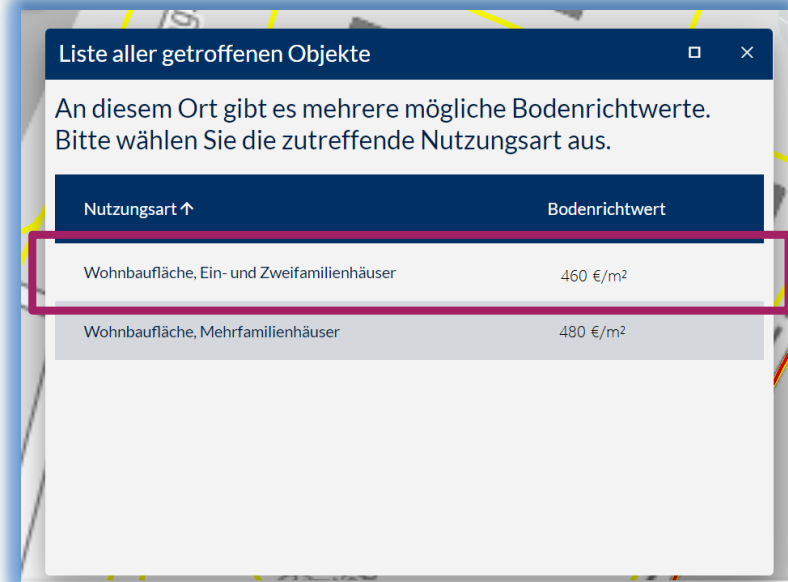 Liste aller getroffenen Objekte
An diesem Ort gibt es mehrere mögliche Bodenrichtwerte.
Bitte wählen Sie die zutreffende Nutzungsart aus.
Nutzungsart↑ Bodenrichtwert
Wohnbaufläche, Ein- und Zweifamilienhäuser 460 €/m²
Wohnbaufläche, Mehrfamilienhäuser 480 €/m²